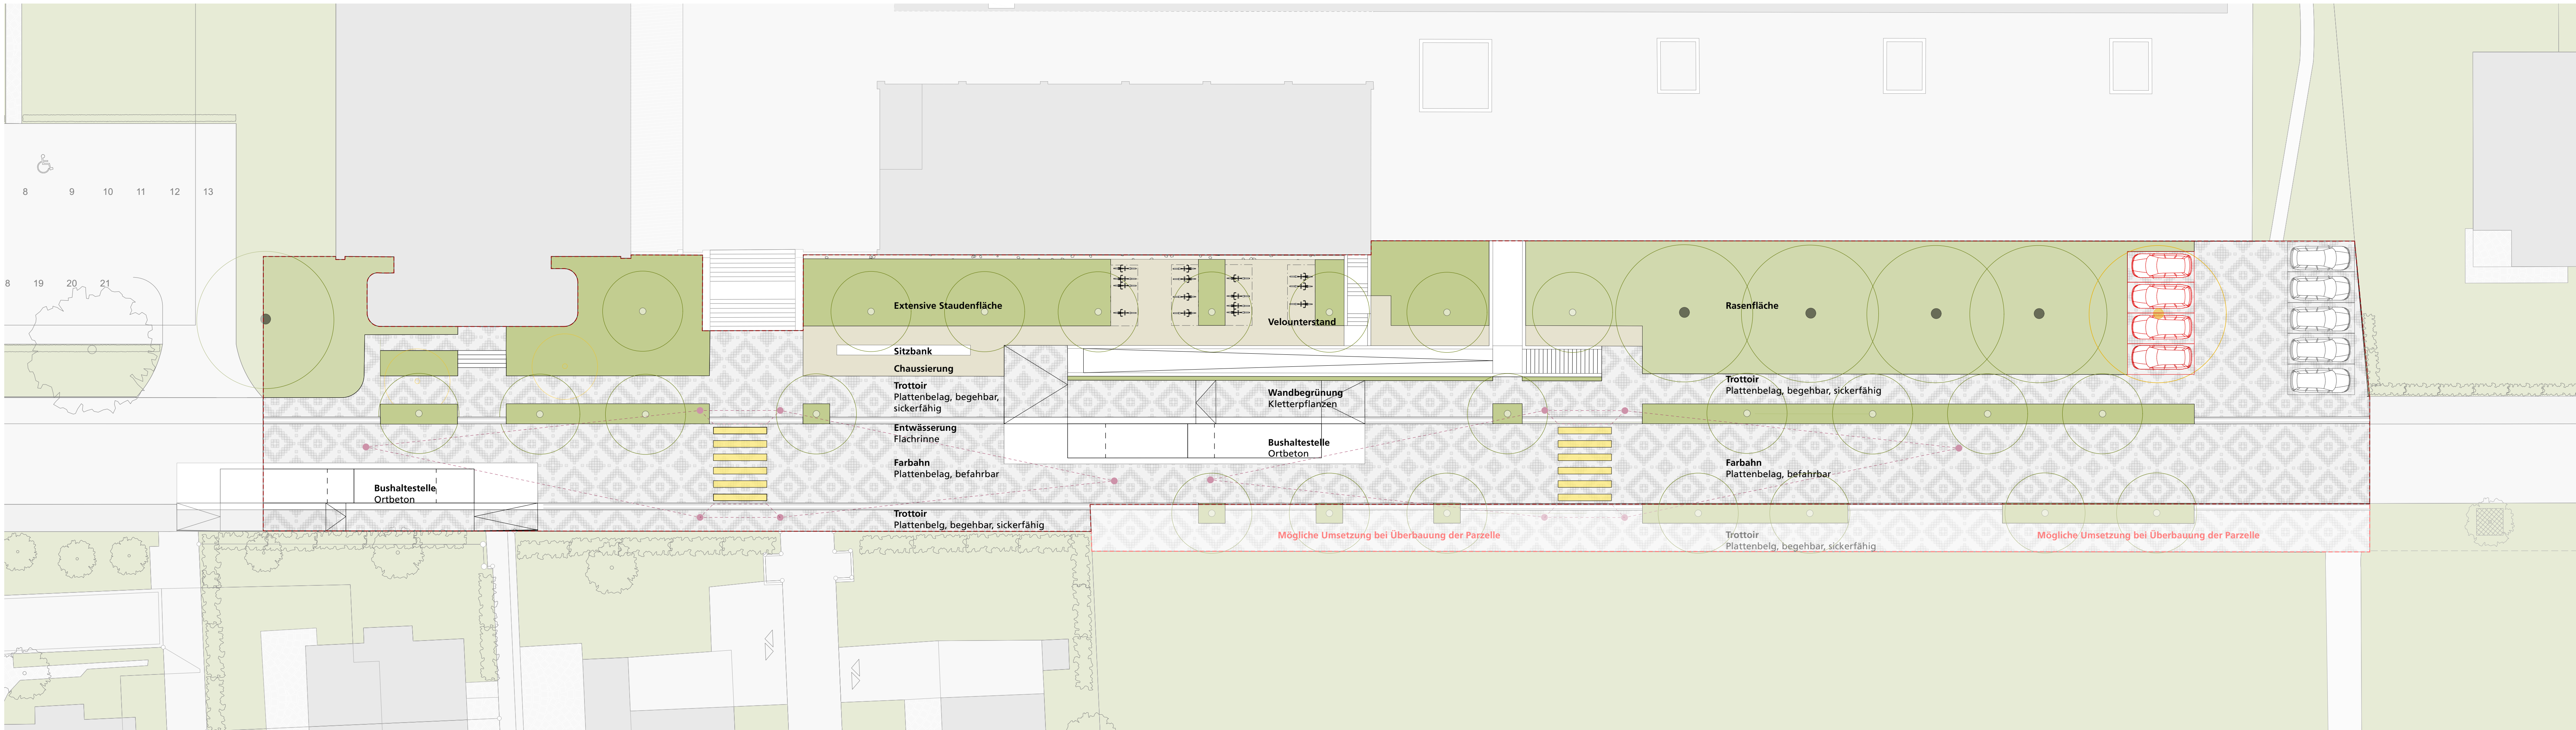 8 9 10 11 12 13
8 19 20 21
Extensive Staudenfläche
Velounterstand
Rasenfläche
Sitzbank
Chaussierung
Trottoir
Plattenbelag, begehbar,
sickerfähig
Wandbegrünung
Kletterpflanzen
Trottoir
Plattenbelag, begehbar, sickerfähig
Entwässerung
Flachrinne
Bushaltestelle
Ortbeton
Farbahn
Plattenbelag, befahrbar
Farbahn
Plattenbelag, befahrbar
Bushaltestelle
Ortbeton
Trottoir
Plattenbelg, begehbar, sickerfähig
Mögliche Umsetzung bei Überbauung der Parzelle
Trottoir
Plattenbelg, begehbar, sickerfähig
Mögliche Umsetzung bei Überbauung der Parzelle